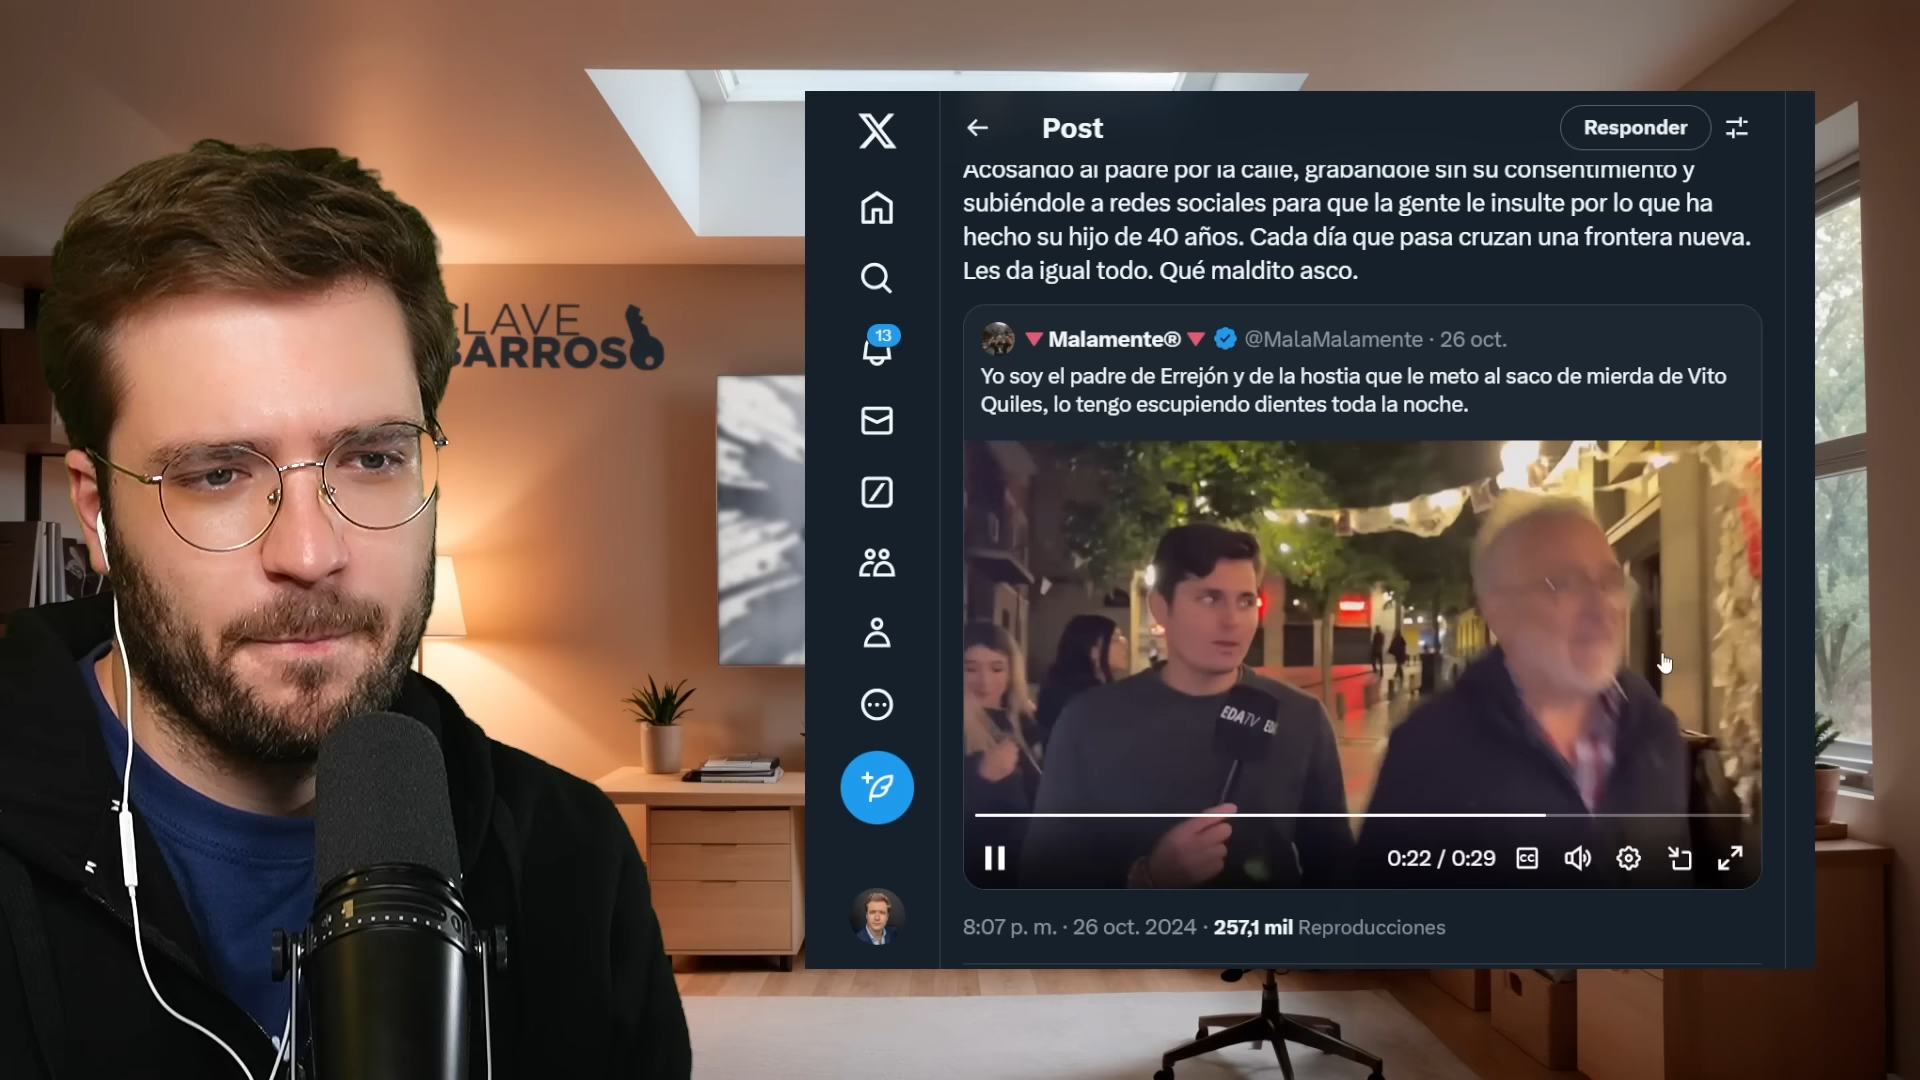 CLAVE
BARROS
Post
Responder
Acosando al padre por la calle, grabándole sin su consentimiento y
subiéndole a redes sociales para que la gente le insulte por lo que ha
hecho su hijo de 40 años. Cada día que pasa cruzan una frontera nueva.
Les da igual todo. Qué maldito asco.
13
Malamente® @MalaMalamente · 26 oct.
Yo soy el padre de Errejón y de la hostia que le meto al saco de mierda de Vito
Quiles, lo tengo escupiendo dientes toda la noche.
EDATV
0:22 / 0:29
CC
8:07 p. m. · 26 oct. 2024 · 257,1 mil Reproducciones